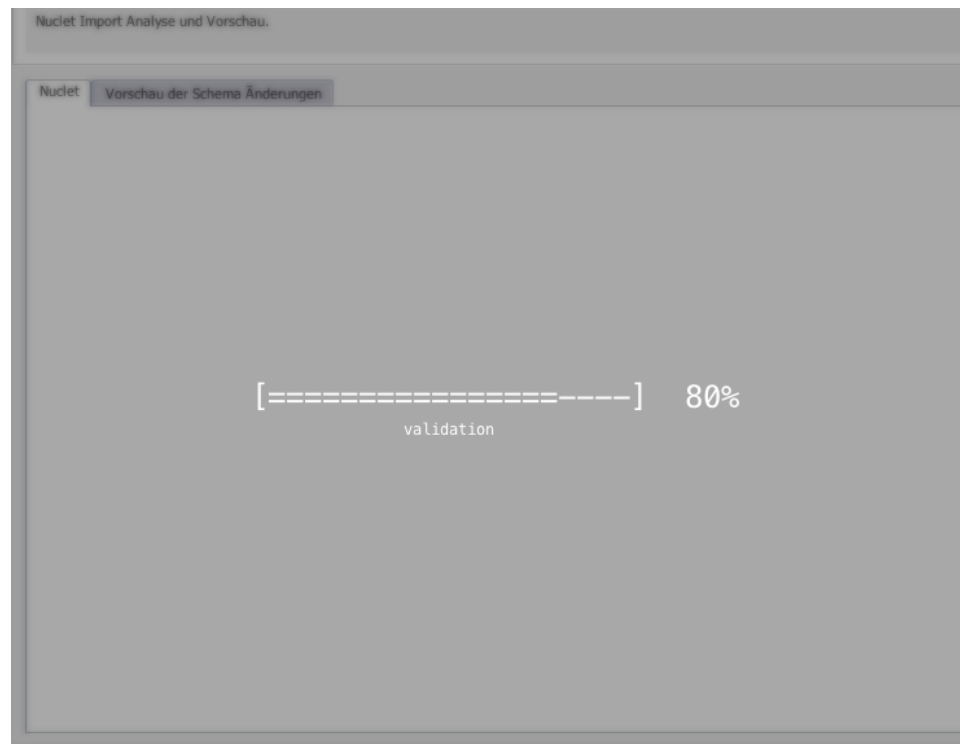 Nuclet Import Analyse und Vorschau.
Nuclet Vorschau der Schema Änderungen
[================----] 80%
validation